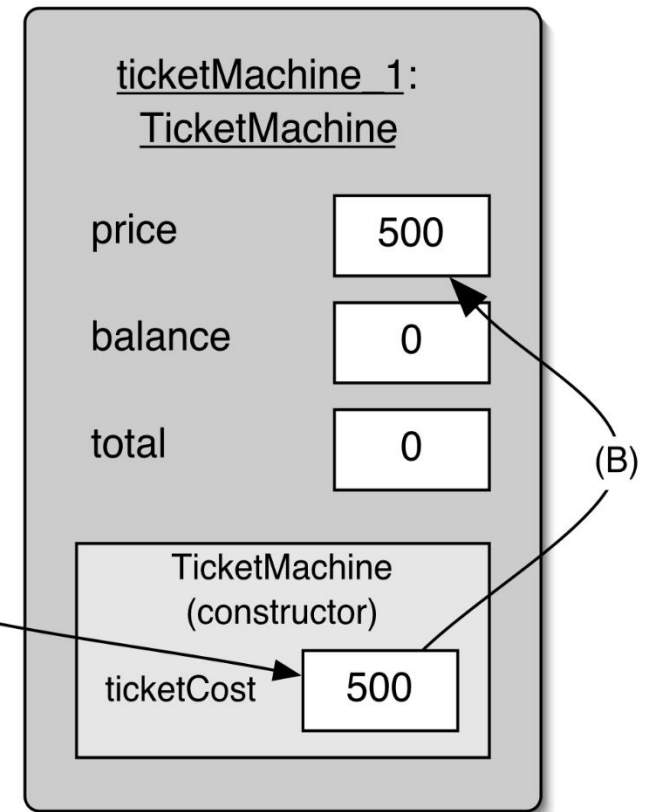 ticketMachine_1:
TicketMachine
price 500
balance 0
total 0
(B)
TicketMachine
(constructor)
ticketCost 500